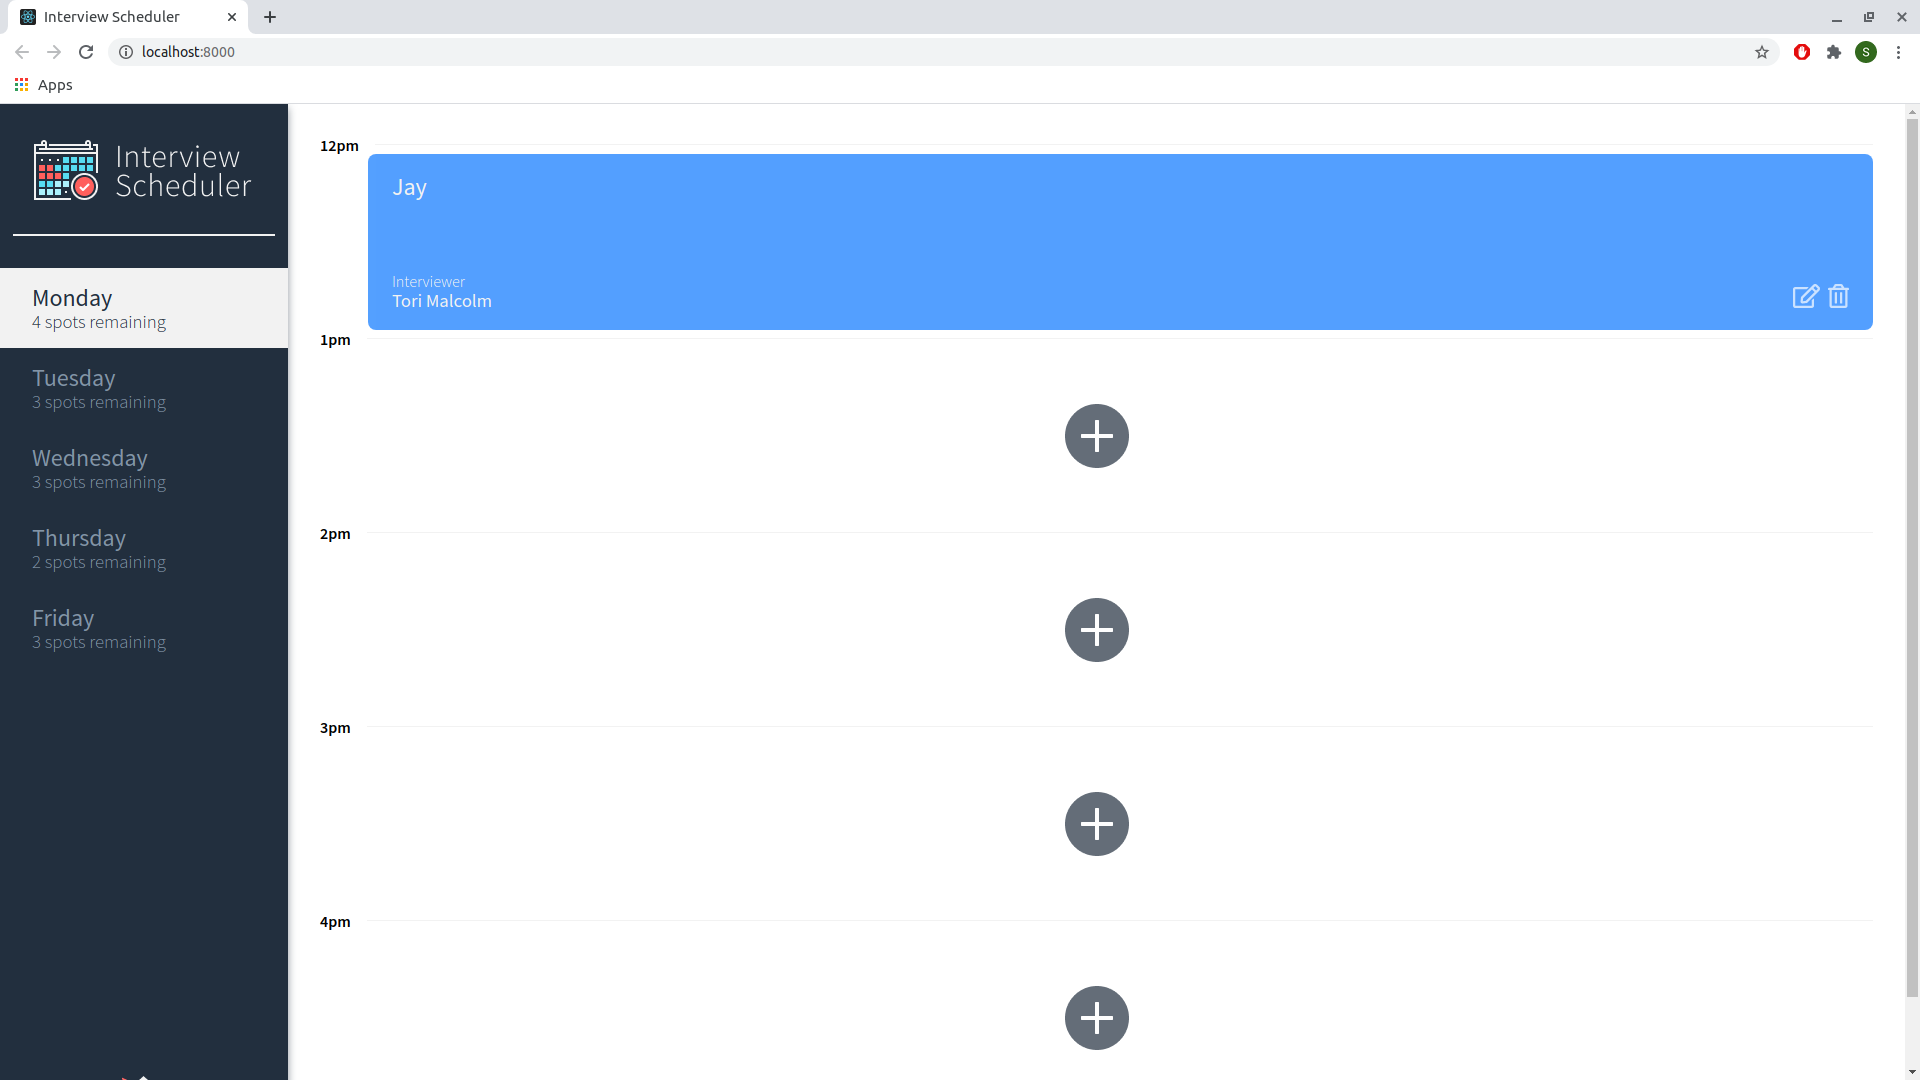 Interview Scheduler
localhost:8000
S
Apps
Interview
Scheduler
Monday
4 spots remaining
Tuesday
3 spots remaining
Wednesday
3 spots remaining
Thursday
2 spots remaining
Friday
3 spots remaining
12pm
Jay
Interviewer
Tori Malcolm
1pm
2pm
3pm
4pm